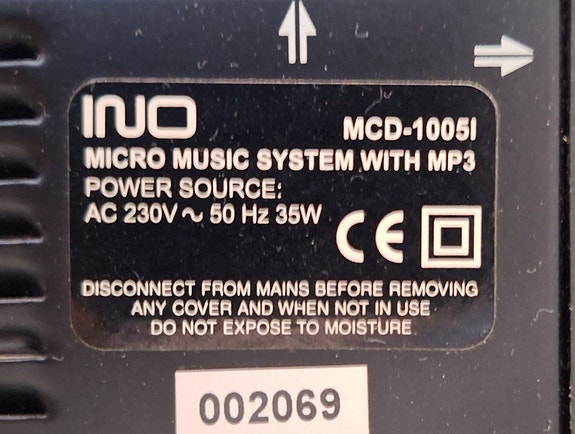 INO
MCD-1005I
MICRO MUSIC SYSTEM WITH MP3
POWER SOURCE:
AC 230V ~ 50 Hz 35W
CE
DISCONNECT FROM MAINS BEFORE REMOVING
ANY COVER AND WHEN NOT IN USE
DO NOT EXPOSE TO MOISTURE
002069